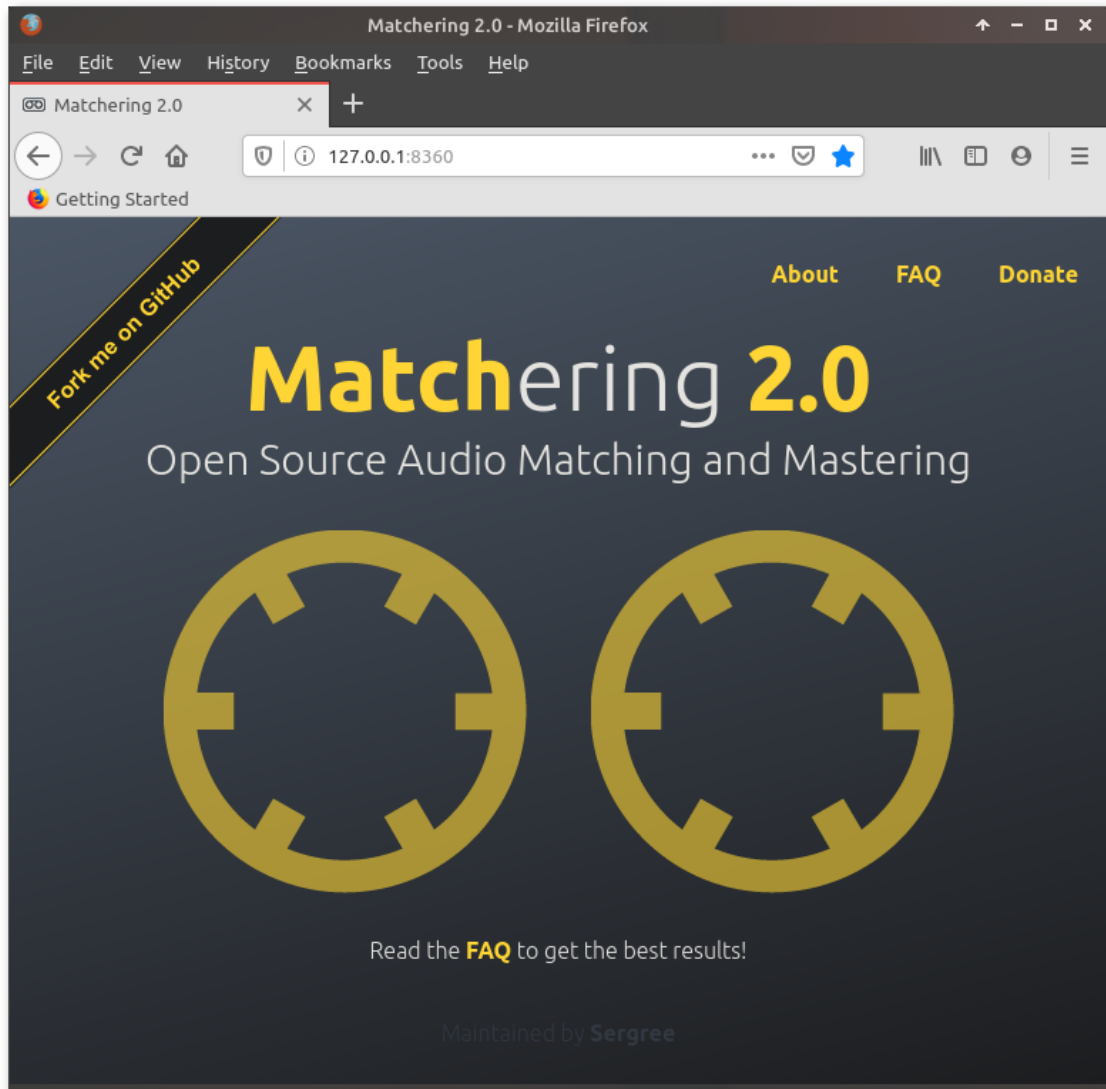 Matchering 2.0 - Mozilla Firefox
File Edit View History Bookmarks Tools Help
Matchering 2.0
127.0.0.1:8360
Getting Started
Fork me on GitHub
About FAQ Donate
Matchering 2.0
Open Source Audio Matching and Mastering
Read the FAQ to get the best results!
Maintained by Sergree